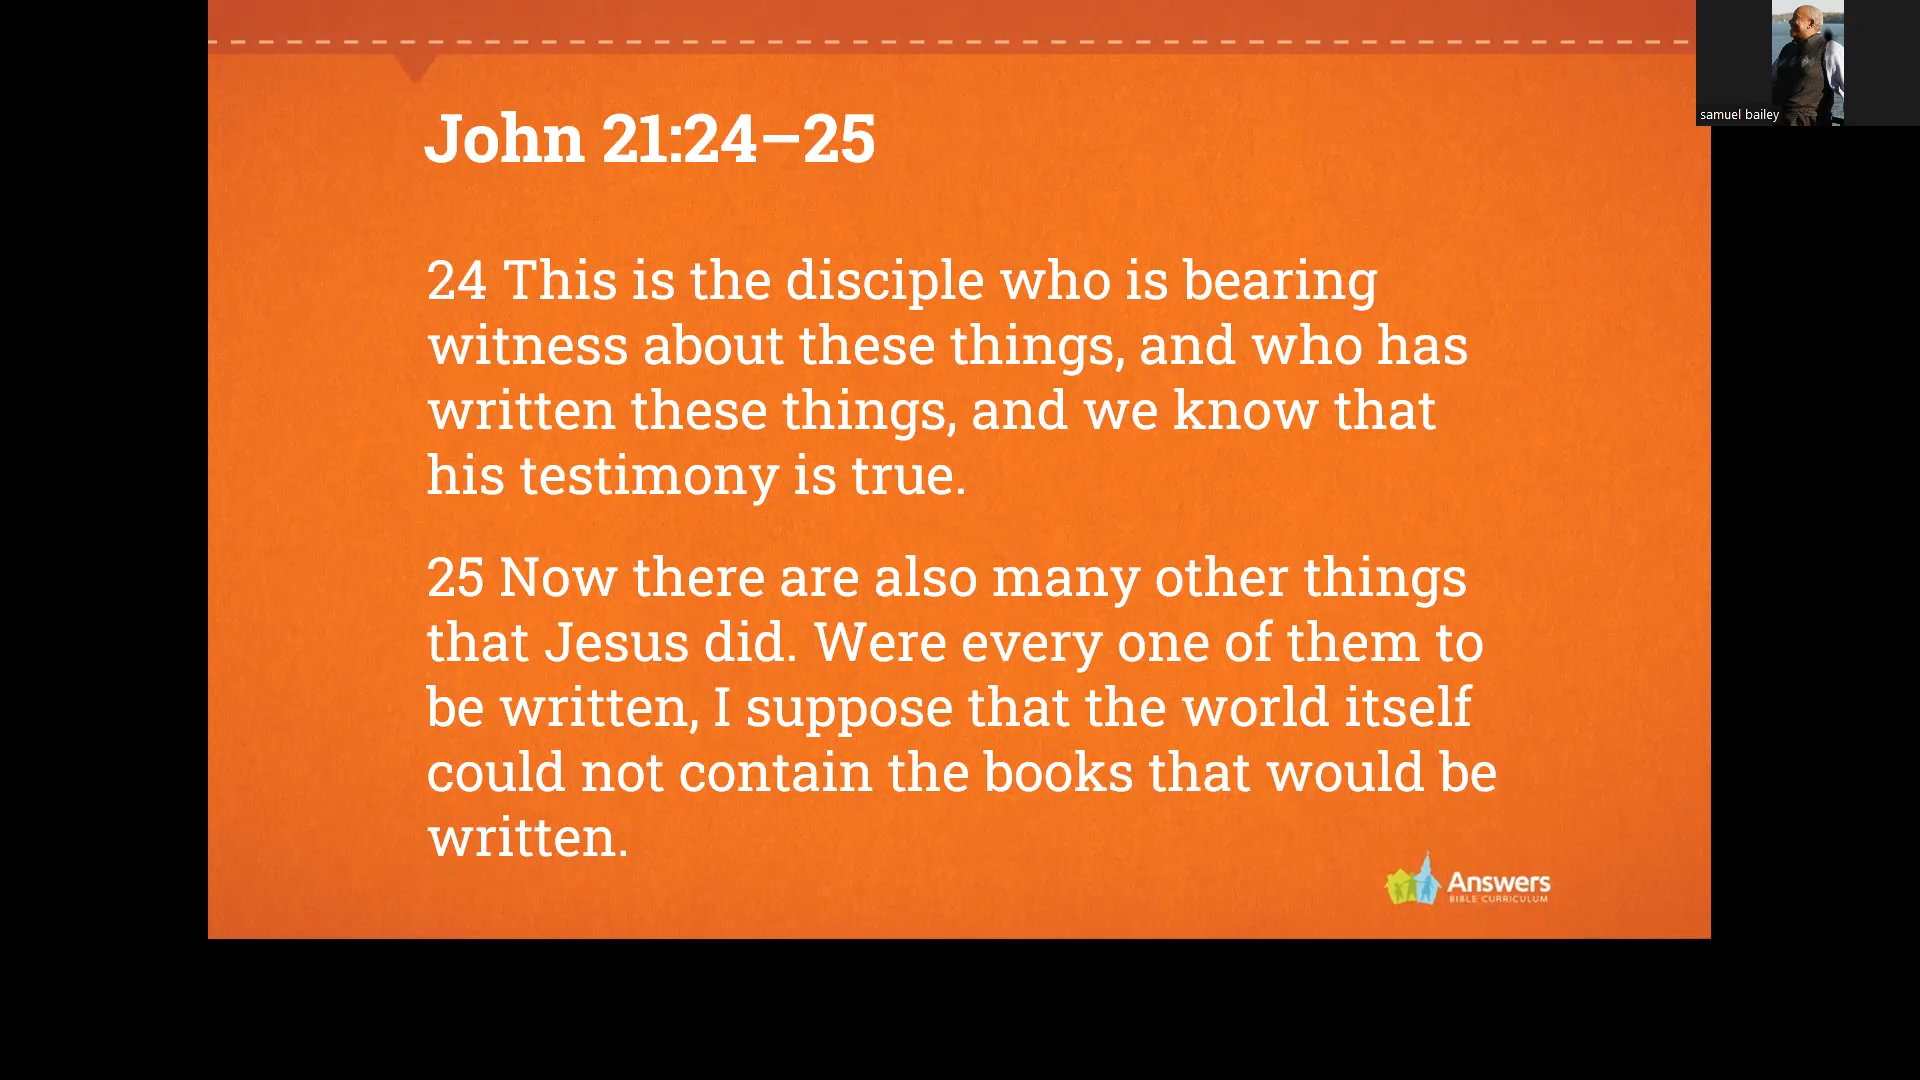 samuel bailey
John 21:24–25
24 This is the disciple who is bearing
witness about these things, and who has
written these things, and we know that
his testimony is true.
25 Now there are also many other things
that Jesus did. Were every one of them to
be written, I suppose that the world itself
could not contain the books that would be
written.
Answers
BIBLE CURRICULUM